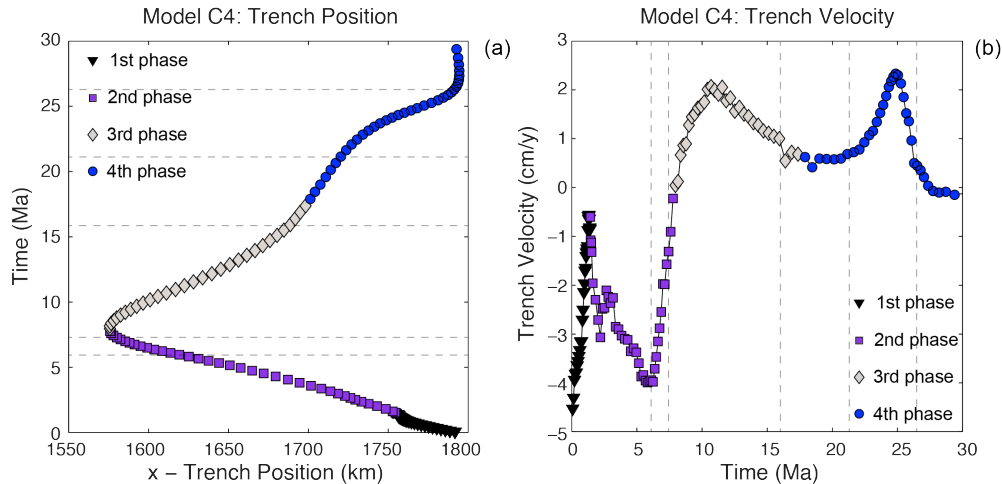 Model C4: Trench Position
(a)
30
25
20
15
10
5
0
Time (Ma)
1st phase
2nd phase
3rd phase
4th phase
1550 1600 1650 1700 1750 1800
x – Trench Position (km)
Model C4: Trench Velocity
(b)
3
2
1
0
−1
−2
−3
−4
−5
Trench Velocity (cm/y)
1st phase
2nd phase
3rd phase
4th phase
0 5 10 15 20 25 30
Time (Ma)